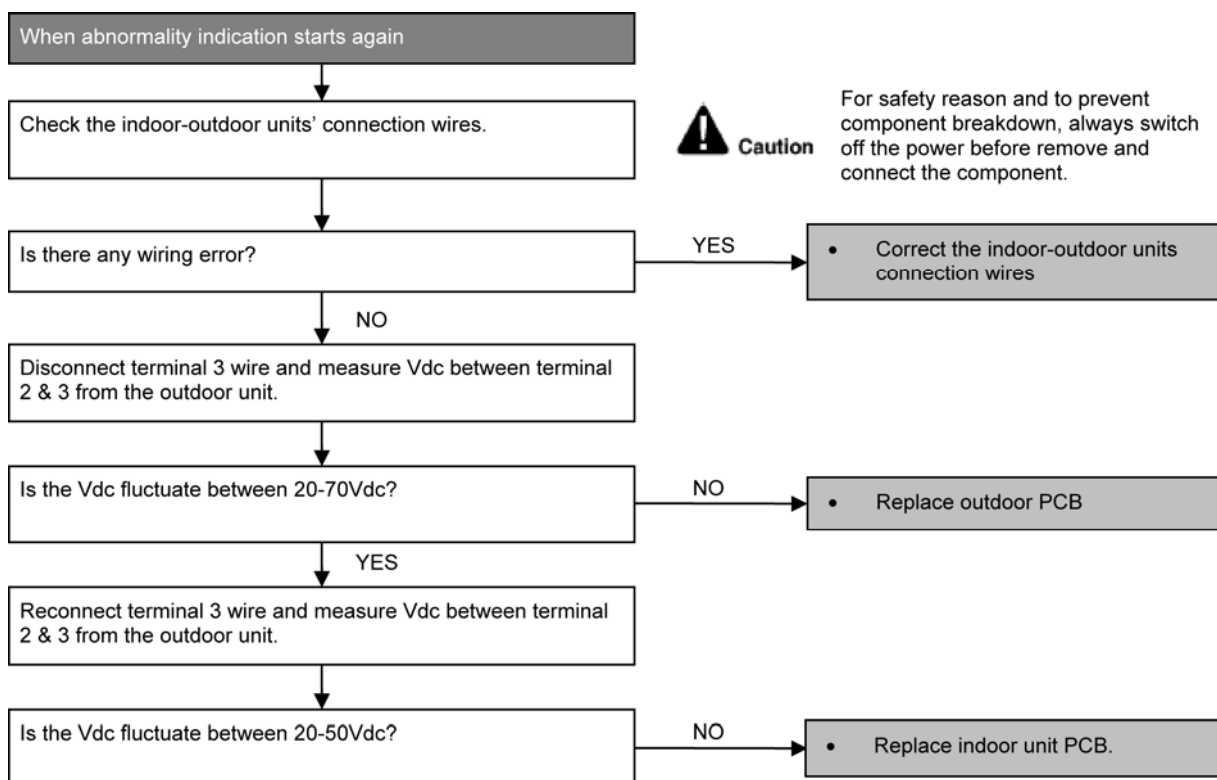 When abnormality indication starts again
Check the indoor-outdoor units' connection wires.
Caution
For safety reason and to prevent
component breakdown, always switch
off the power before remove and
connect the component.
Is there any wiring error?
YES
• Correct the indoor-outdoor units
connection wires
NO
Disconnect terminal 3 wire and measure Vdc between terminal
2 & 3 from the outdoor unit.
Is the Vdc fluctuate between 20-70Vdc?
NO
• Replace outdoor PCB
YES
Reconnect terminal 3 wire and measure Vdc between terminal
2 & 3 from the outdoor unit.
Is the Vdc fluctuate between 20-50Vdc?
NO
• Replace indoor unit PCB.